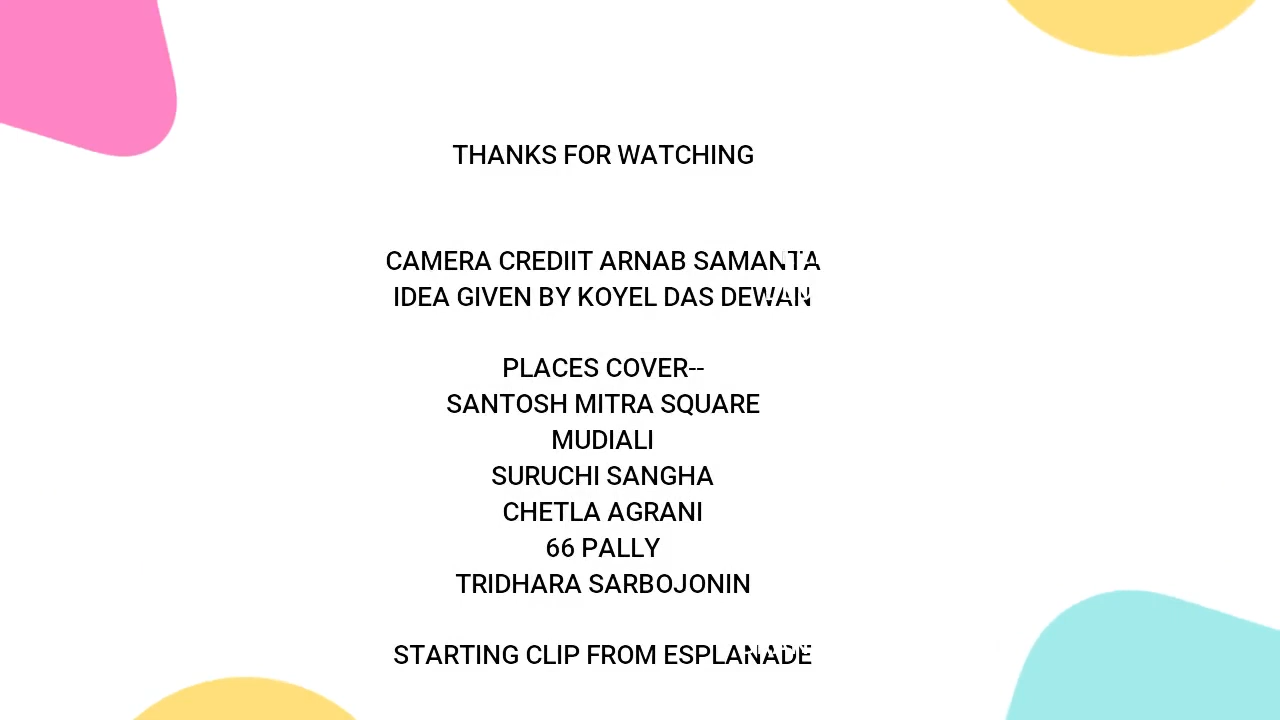 THANKS FOR WATCHING
CAMERA CREDIIT ARNAB SAMANTA
IDEA GIVEN BY KOYEL DAS DEWAN
PLACES COVER--
SANTOSH MITRA SQUARE
MUDIALI
SURUCHI SANGHA
CHETLA AGRANI
66 PALLY
TRIDHARA SARBOJONIN
STARTING CLIP FROM ESPLANADE